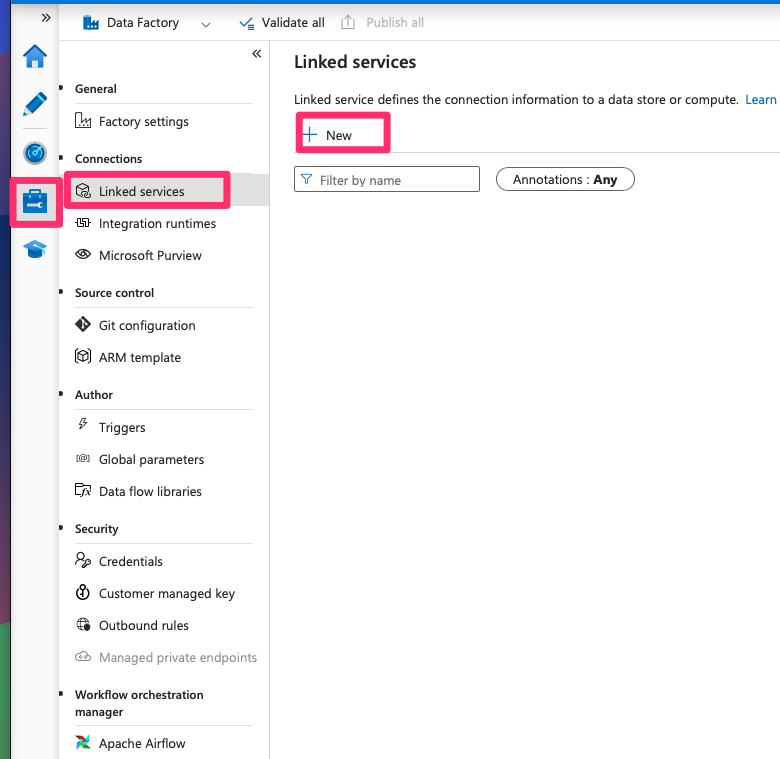 »
Data Factory
Validate all
Publish all
«
General
Factory settings
Connections
Linked services
Integration runtimes
Microsoft Purview
Source control
Git configuration
ARM template
Author
Triggers
Global parameters
Data flow libraries
Security
Credentials
Customer managed key
Outbound rules
Managed private endpoints
Workflow orchestration
manager
Apache Airflow
Linked services
Linked service defines the connection information to a data store or compute. Learn
New
Filter by name
Annotations : Any